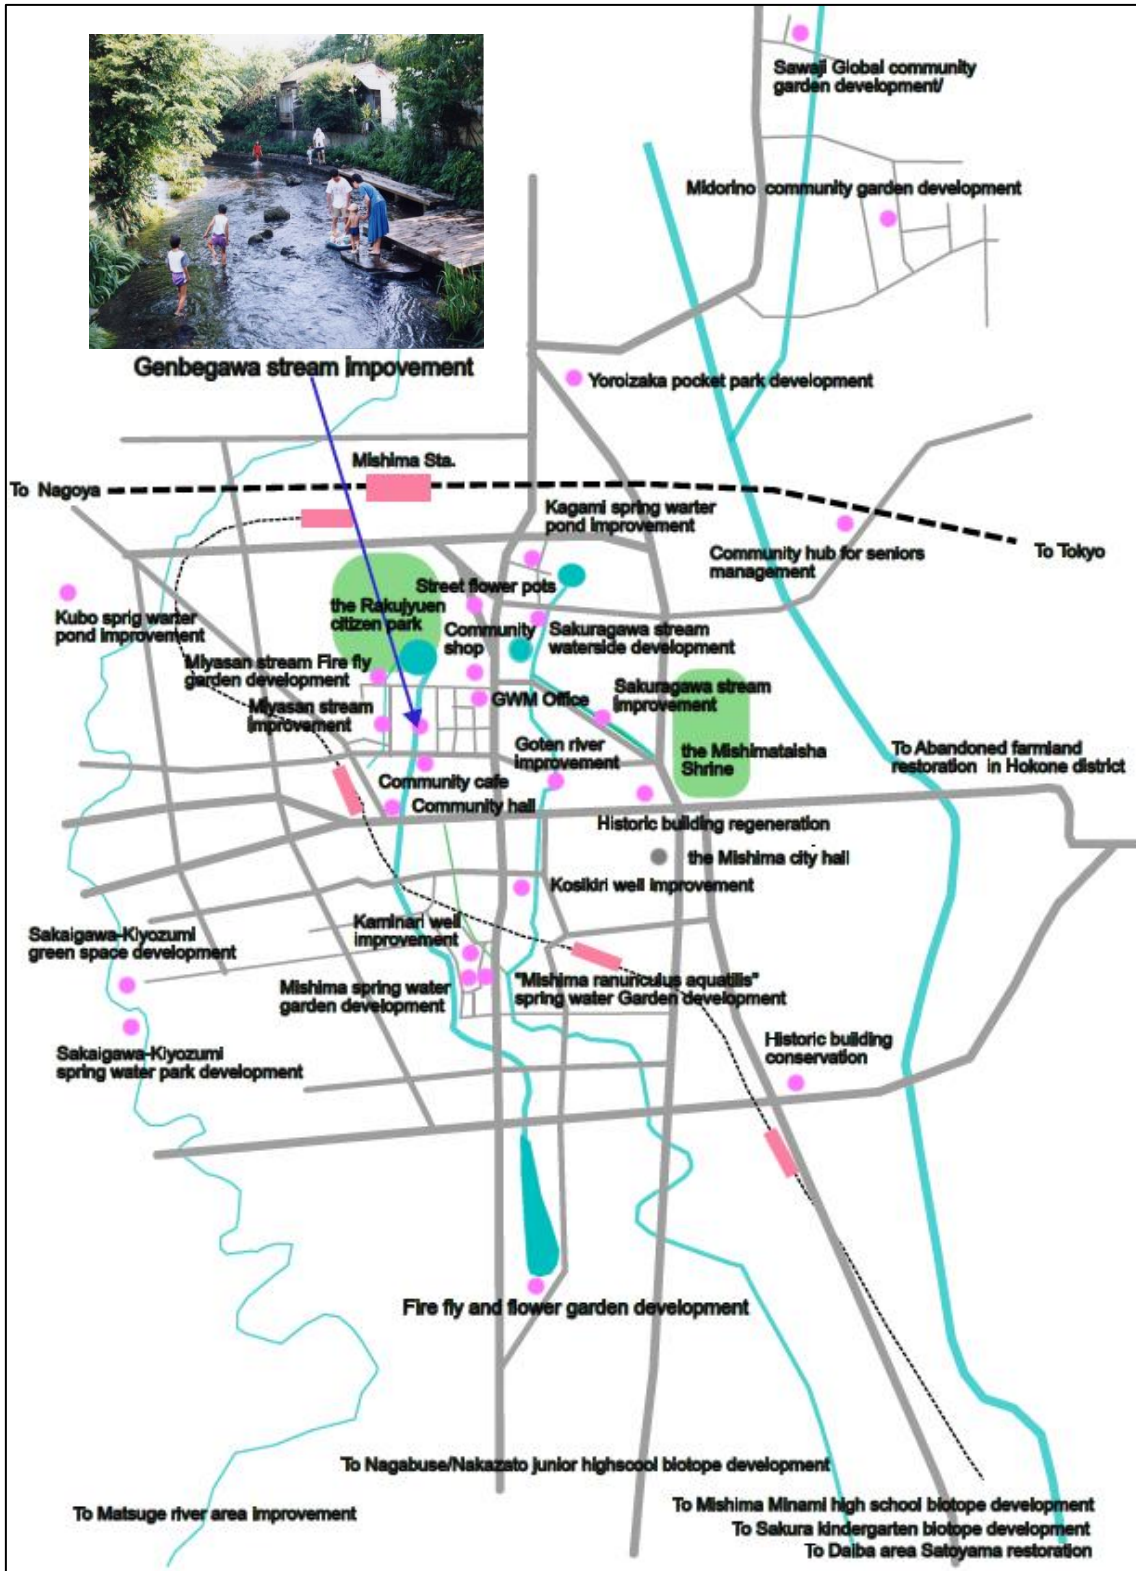 Sawaji Global community
garden development/
Midorino community garden development
Genbegawa stream impovement
Yoroizaka pocket park development
Mishima Sta.
To Nagoya
Kagami spring warter
pond improvement
Community hub for seniors
management
To Tokyo
Street flower pots
the Rakujyuen
citizen park
Kubo sprig warter
pond improvement
Community
shop
Sakuragawa stream
waterside development
Miyasan stream Fire fly
garden development
GWM Office
Sakuragawa stream
improvement
Miyasan stream
improvement
Goten river
improvement
the Mishimataisha
Shrine
To Abandoned farmland
restoration in Hokone district
Community cafe
Community hall
Historic building regeneration
the Mishima city hall
Kosikiri well improvement
Kaminari well
improvement
Sakaigawa-Kiyozumi
green space development
Mishima spring water
garden development
"Mishima ranunculus aquatilis"
spring water Garden development
Sakaigawa-Kiyozumi
spring water park development
Historic building
conservation
Fire fly and flower garden development
To Nagabuse/Nakazato junior highscool biotope development
To Matsuge river area improvement
To Mishima Minami high school biotope development
To Sakura kindergarten biotope development
To Daiba area Satoyama restoration